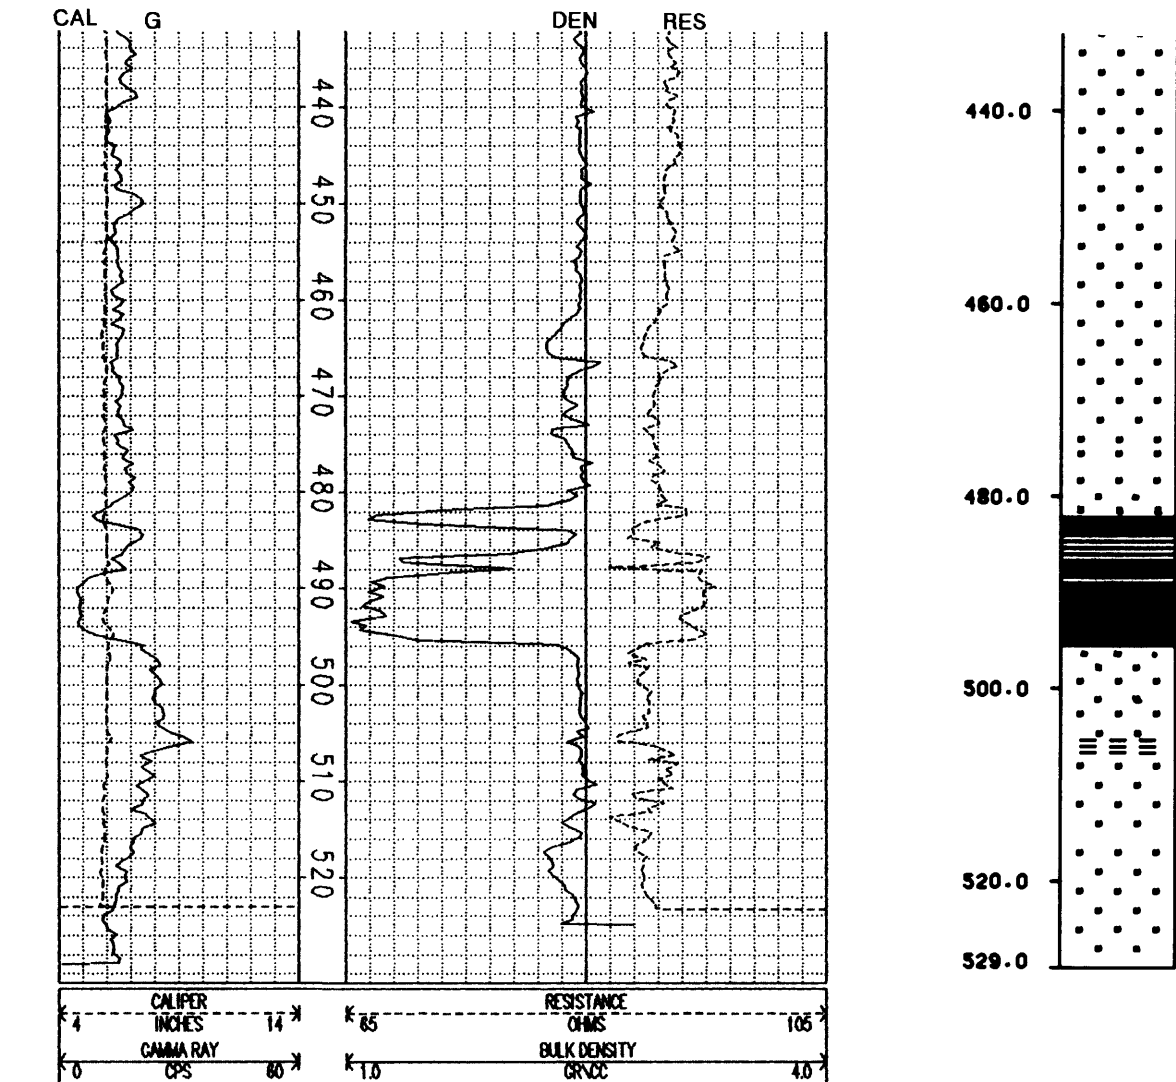 CAL G DEN RES
440
450
460
470
480
490
500
510
520
440.0
460.0
480.0
500.0
520.0
529.0
CALIPER
4 INCHES 14
GAMMA RAY
0 CPS 60
RESISTANCE
65 OHMS 105
BULK DENSITY
1.0 GR\CC 4.0